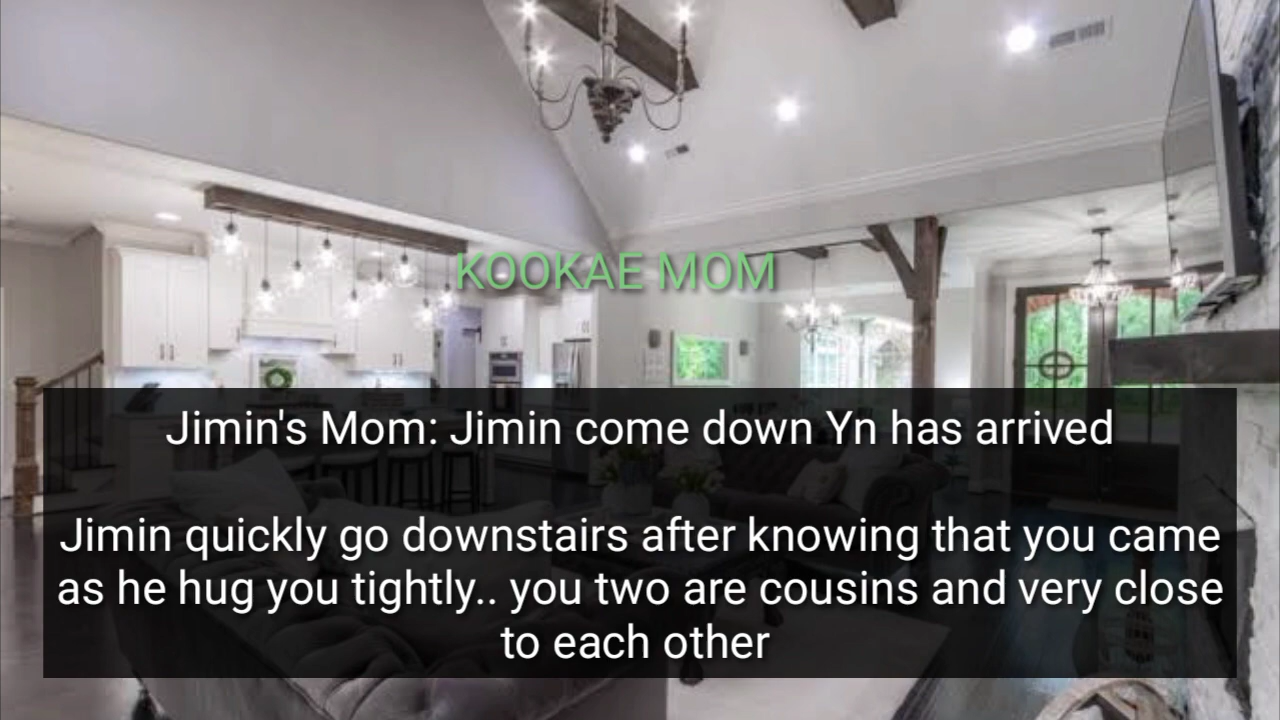 KOOKAE MOM
Jimin's Mom: Jimin come down Yn has arrived
Jimin quickly go downstairs after knowing that you came
as he hug you tightly.. you two are cousins and very close
to each other